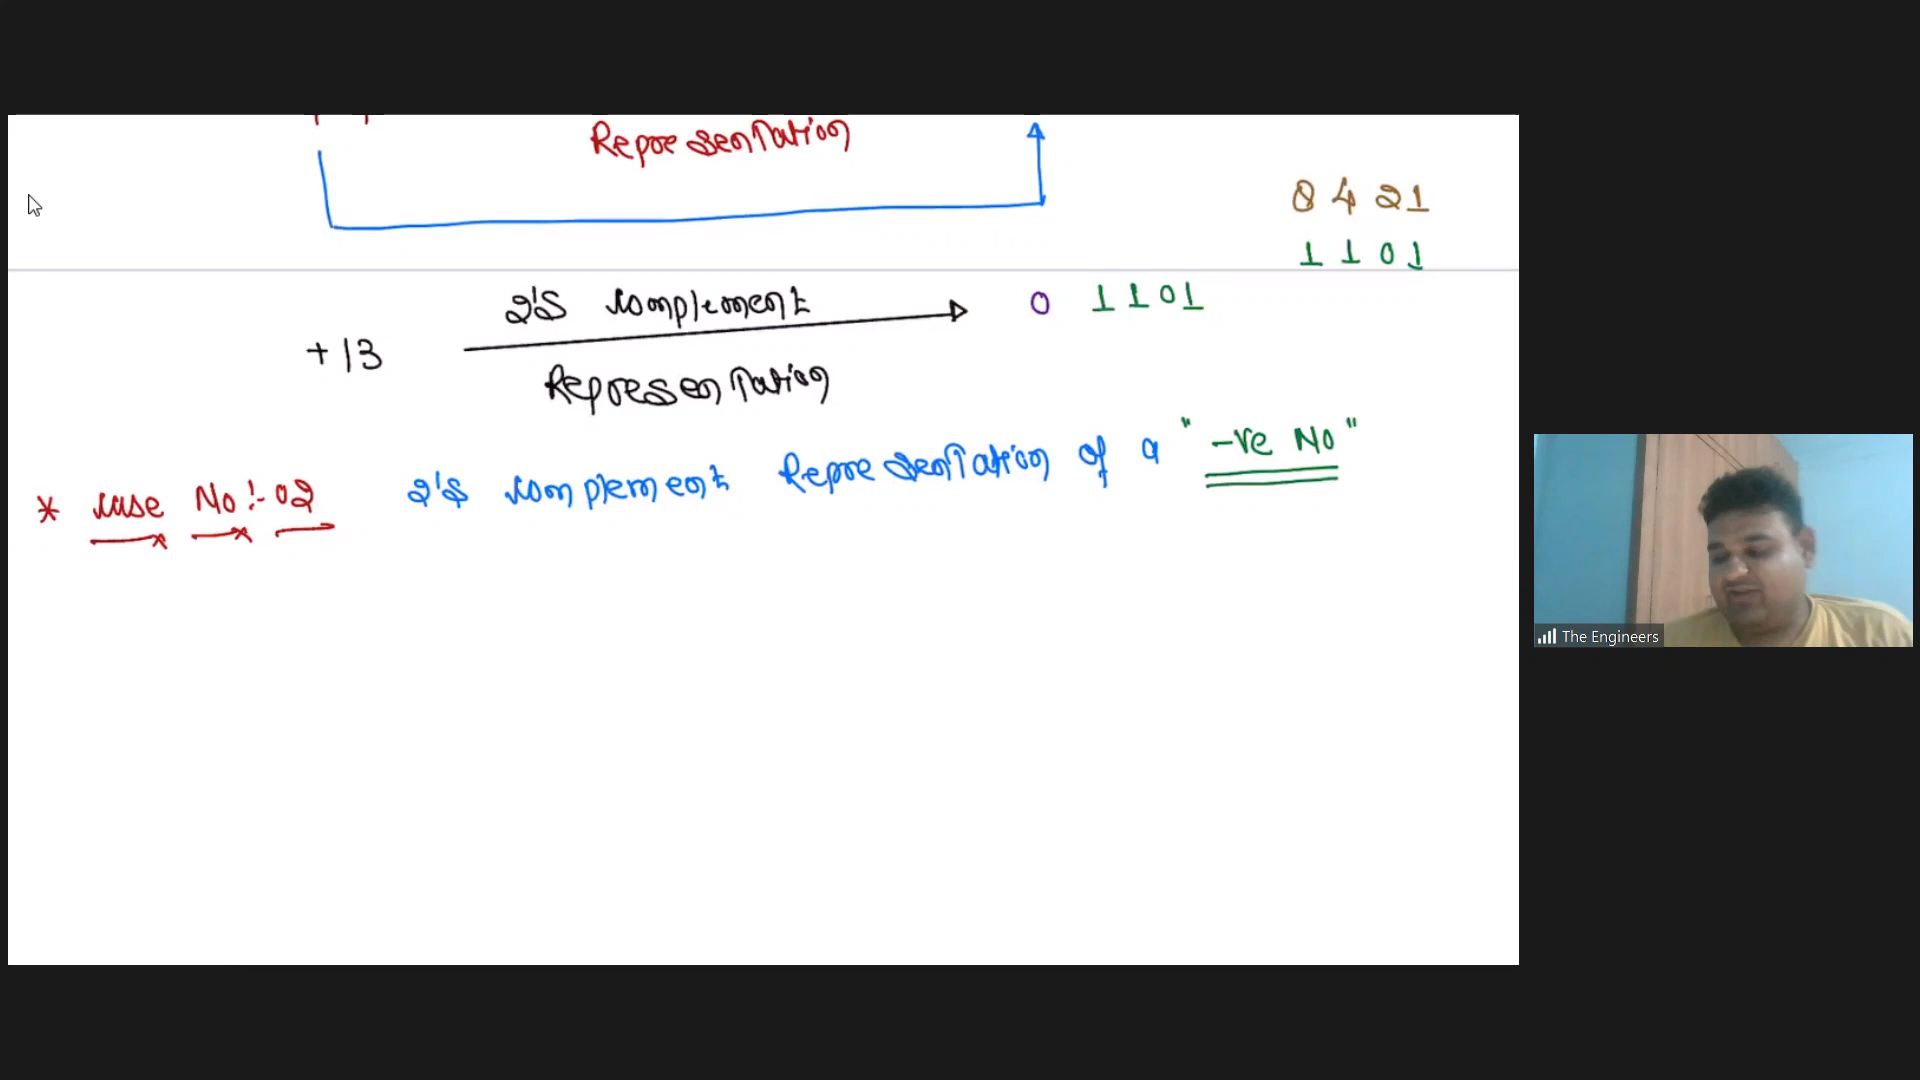 Representation
8 4 2 1
1 1 0 1
2's complement
0 1 1 0 1
+13
Representation
* case No:- 02 2's complement Representation of a "-ve No"
The Engineers